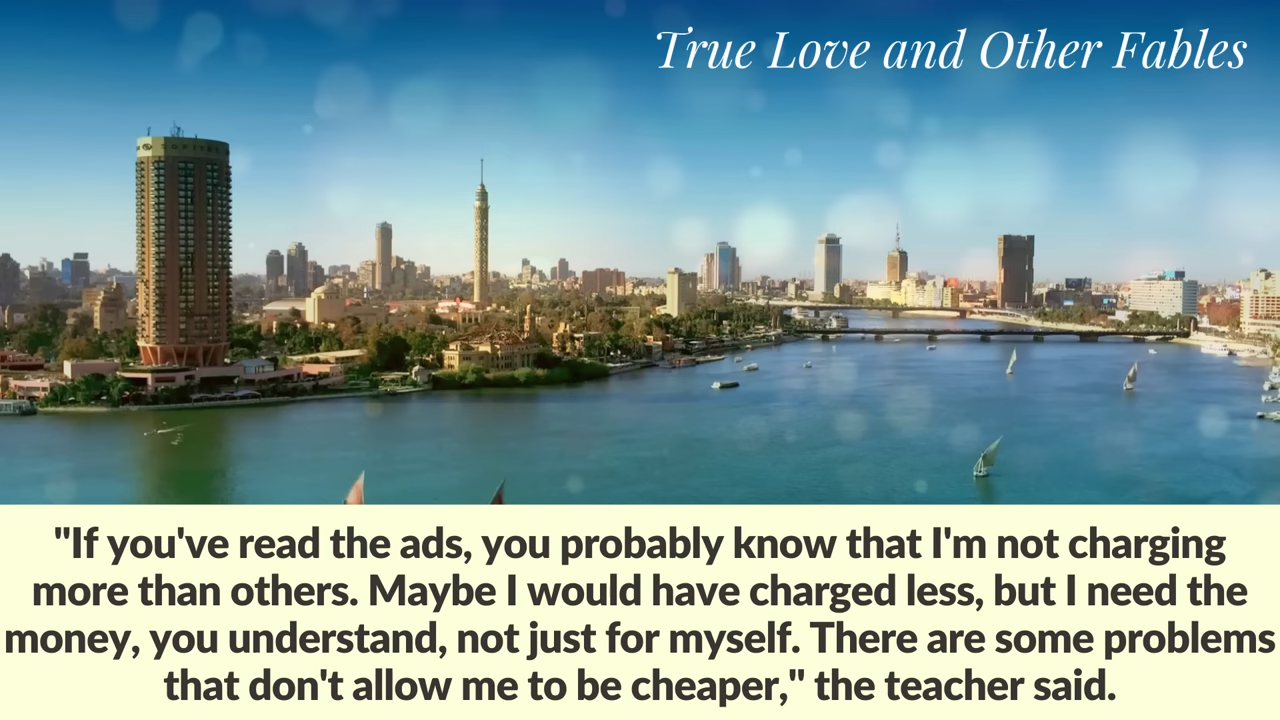 True Love and Other Fables
SOFITEL
"If you've read the ads, you probably know that I'm not charging
more than others. Maybe I would have charged less, but I need the
money, you understand, not just for myself. There are some problems
that don't allow me to be cheaper," the teacher said.